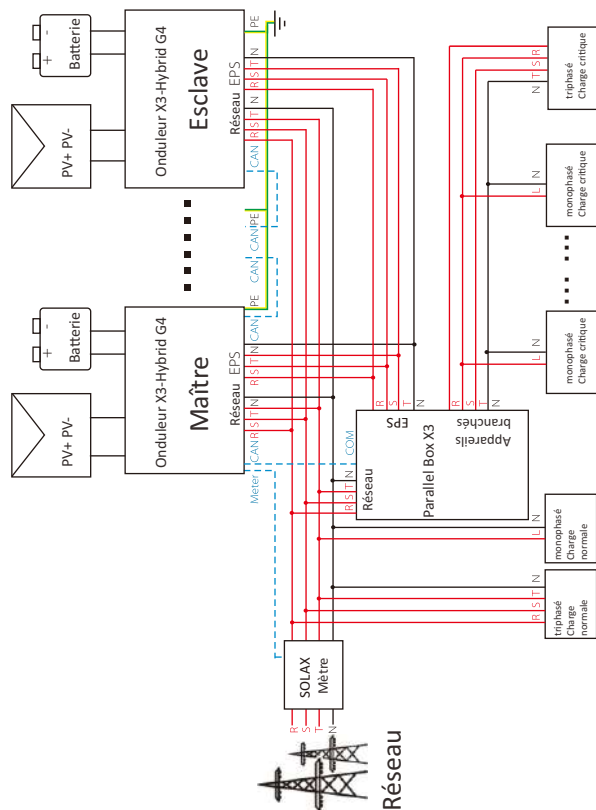 PV+ PV-
+ -
Batterie
PV+ PV-
+ -
Batterie
Onduleur X3-Hybrid G4
Maître
Réseau
EPS
Meter
CAN
R
S
T
N
R
S
T
N
CAN
PE
CAN
CAN
PE
Onduleur X3-Hybrid G4
Esclave
Réseau
EPS
CAN
R
S
T
N
R
S
T
N
PE
Réseau
R
S
T
N
SOLAX
Mètre
COM
Réseau
R S T N
Parallel Box X3
EPS
R
S
T
N
Appareils
branchés
R
S
T
N
R
S
T
N
triphasé
Charge
normale
L
N
monophasé
Charge
normale
L
N
monophasé
Charge critique
L
N
monophasé
Charge critique
N
T
S
R
triphasé
Charge critique